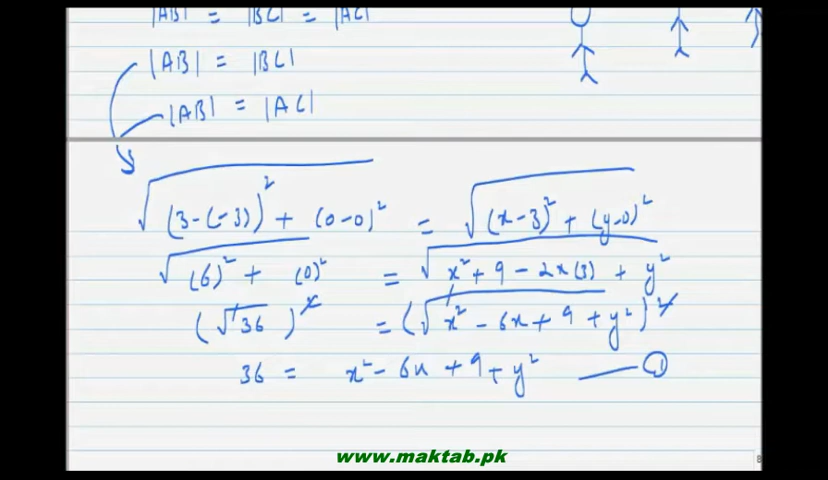 |AB| = |BC| = |AC|
|AB| = |BC|
|AB| = |AC|
√(3-(-3))² + (0-0)² = √(x-3)² + (y-0)²
√(6)² + (0)² = √x² + 9 - 2x(3) + y²
(√36)² = (√x² - 6x + 9 + y²)²
36 = x² - 6x + 9 + y² — ①
www.maktab.pk
8